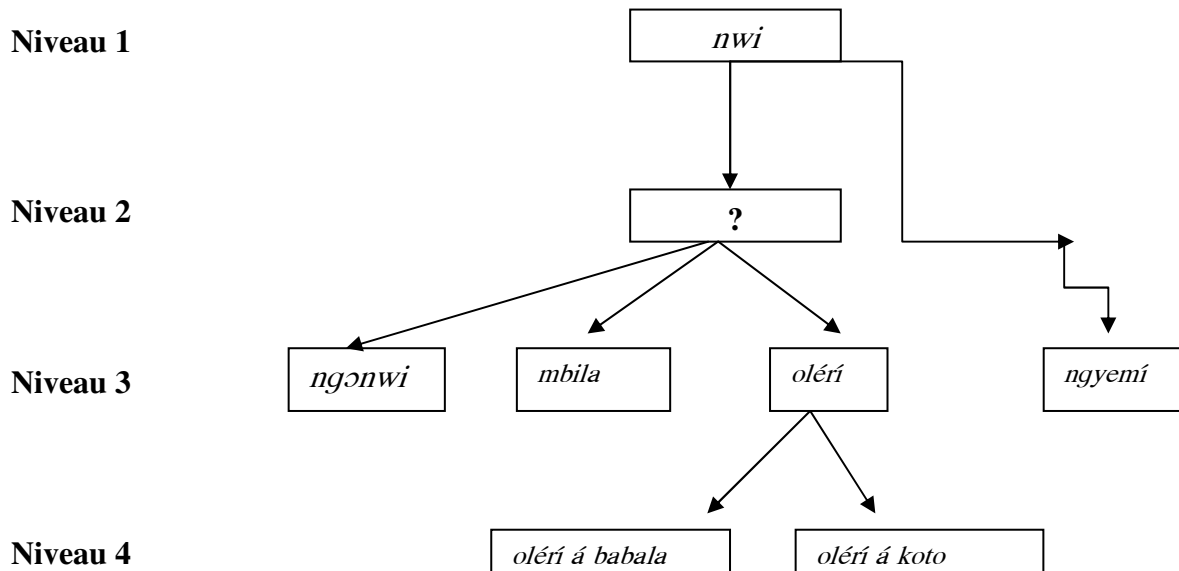 Niveau 1
nwi
Niveau 2
?
Niveau 3
ngɔnwi
mbila
olérí
ngyemí
Niveau 4
olérí á babala
olérí á koto